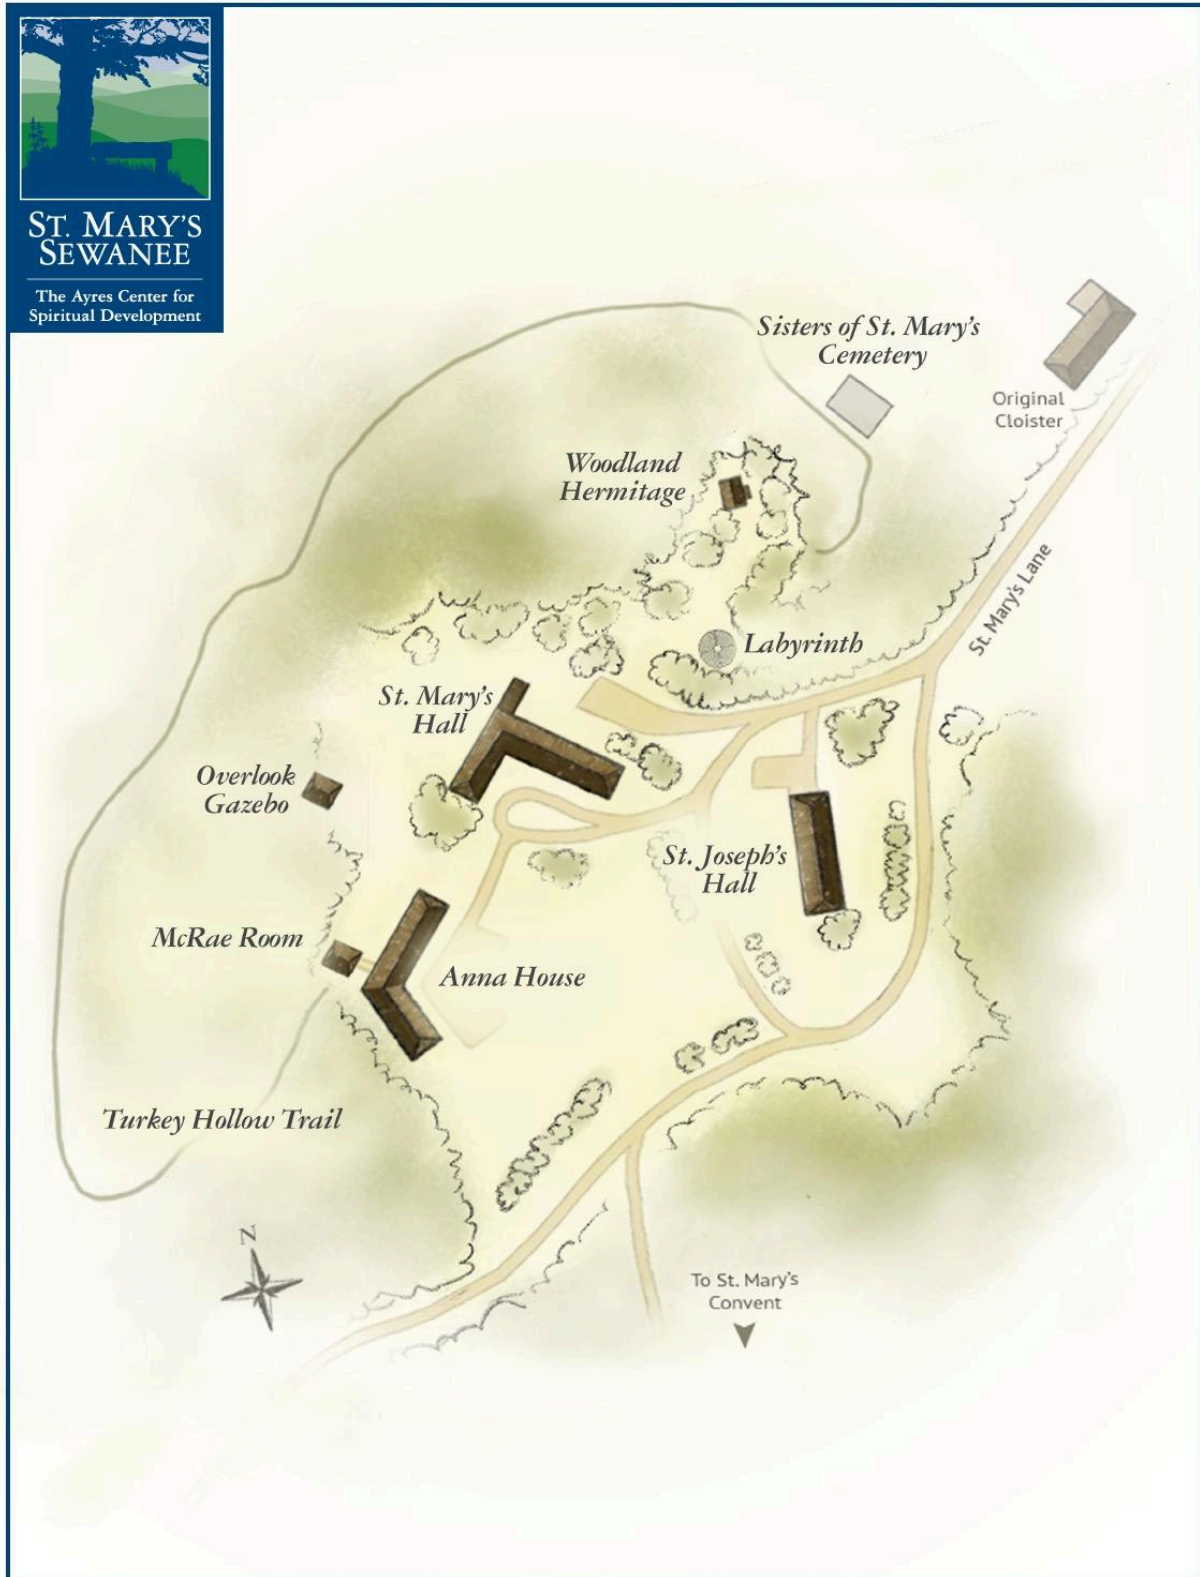 ST. MARY'S
SEWANEE
The Ayres Center for
Spiritual Development
Sisters of St. Mary's
Cemetery
Original
Cloister
Woodland
Hermitage
St. Mary's Lane
Labyrinth
St. Mary's
Hall
Overlook
Gazebo
St. Joseph's
Hall
McRae Room
Anna House
Turkey Hollow Trail
N
To St. Mary's
Convent